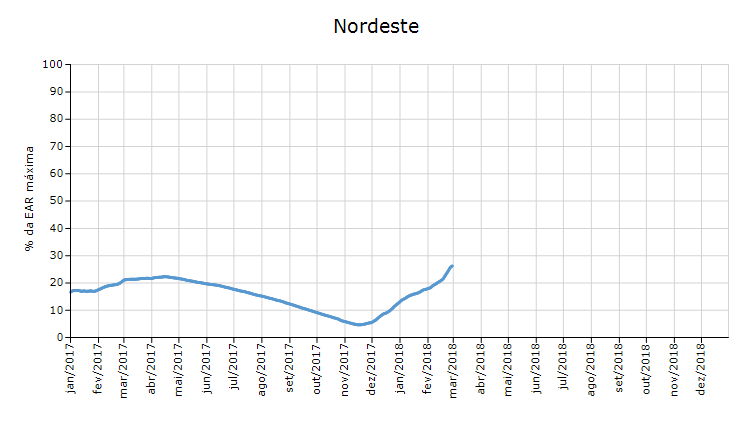 Nordeste
% da EAR máxima
100
90
80
70
60
50
40
30
20
10
0
jan/2017
fev/2017
mar/2017
abr/2017
mai/2017
jun/2017
jul/2017
ago/2017
set/2017
out/2017
nov/2017
dez/2017
jan/2018
fev/2018
mar/2018
abr/2018
mai/2018
jun/2018
jul/2018
ago/2018
set/2018
out/2018
nov/2018
dez/2018